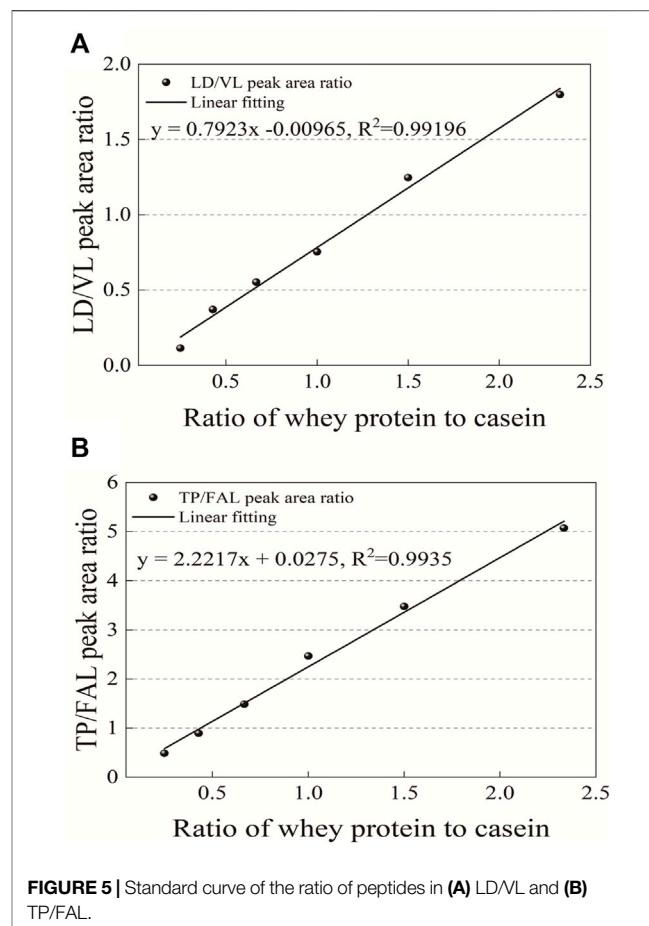 A
2.0
LD/VL peak area ratio
Linear fitting
y = 0.7923x -0.00965, R²=0.99196
1.5
1.0
0.5
0.0
LD/VL peak area ratio
0.5 1.0 1.5 2.0 2.5
Ratio of whey protein to casein
B
6
TP/FAL peak area ratio
Linear fitting
5
y = 2.2217x + 0.0275, R²=0.9935
4
3
2
1
0
TP/FAL peak area ratio
0.5 1.0 1.5 2.0 2.5
Ratio of whey protein to casein
FIGURE 5 | Standard curve of the ratio of peptides in (A) LD/VL and (B)
TP/FAL.